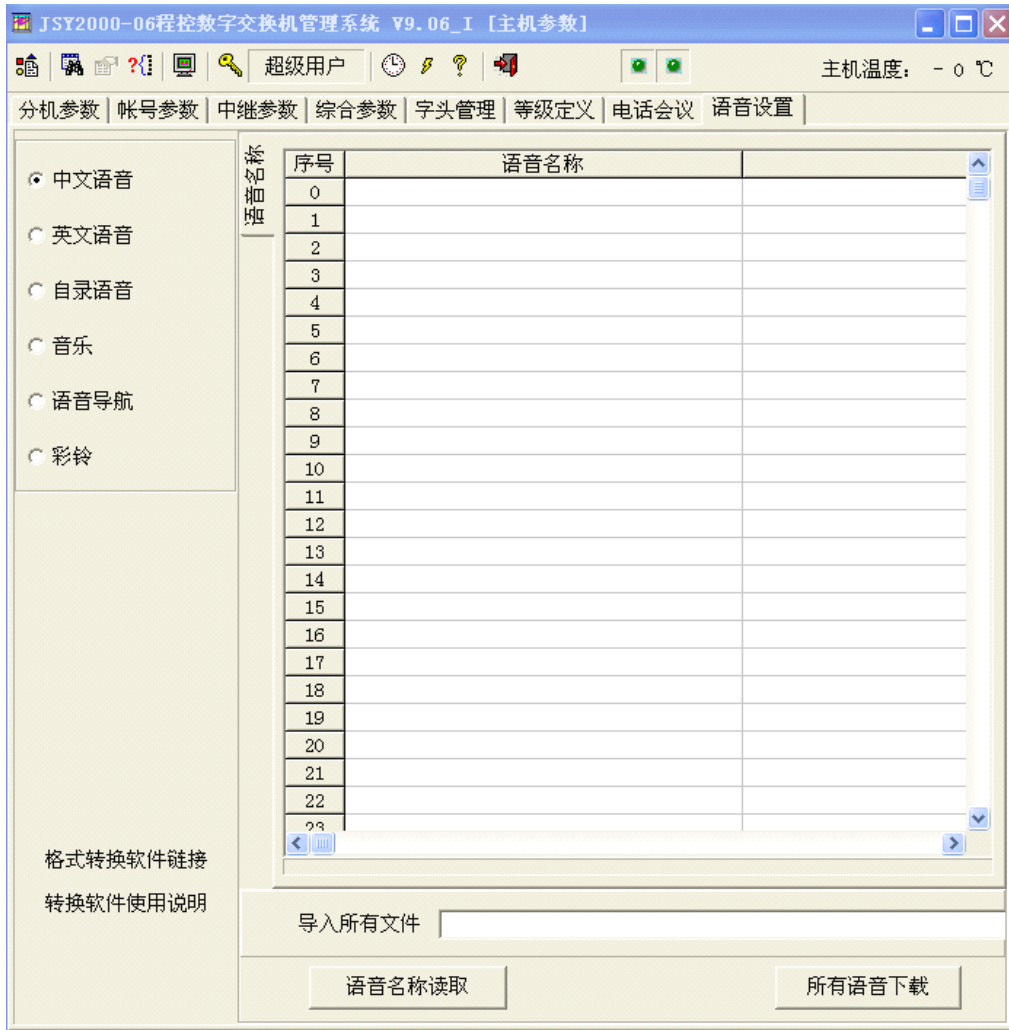 JSY2000-06程控数字交换机管理系统 V9.06_I [主机参数]
超级用户 主机温度： - 0 ℃
分机参数 帐号参数 中继参数 综合参数 字头管理 等级定义 电话会议 语音设置
中文语音
英文语音
自录语音
音乐
语音导航
彩铃
格式转换软件链接
转换软件使用说明
语音名称
序号 语音名称
0
1
2
3
4
5
6
7
8
9
10
11
12
13
14
15
16
17
18
19
20
21
22
23
导入所有文件
语音名称读取 所有语音下载